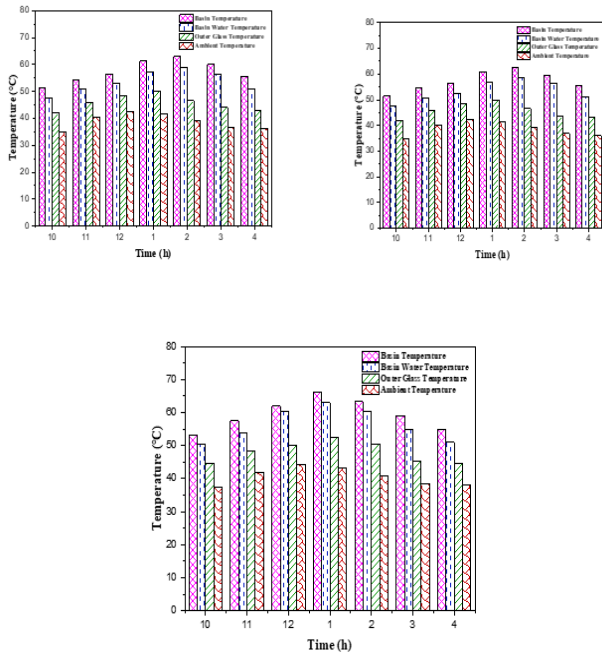 Basin Temperature
Basin Water Temperature
Outer Glass Temperature
Ambient Temperature
Temperature (°C)
80
70
60
50
40
30
20
10
0
10 11 12 1 2 3 4
Time (h)
Basin Temperature
Basin Water Temperature
Outer Glass Temperature
Ambient Temperature
Temperature (°C)
80
70
60
50
40
30
20
10
0
10 11 12 1 2 3 4
Time (h)
Basin Temperature
Basin Water Temperature
Outer Glass Temperature
Ambient Temperature
Temperature (°C)
80
70
60
50
40
30
20
10
0
10 11 12 1 2 3 4
Time (h)